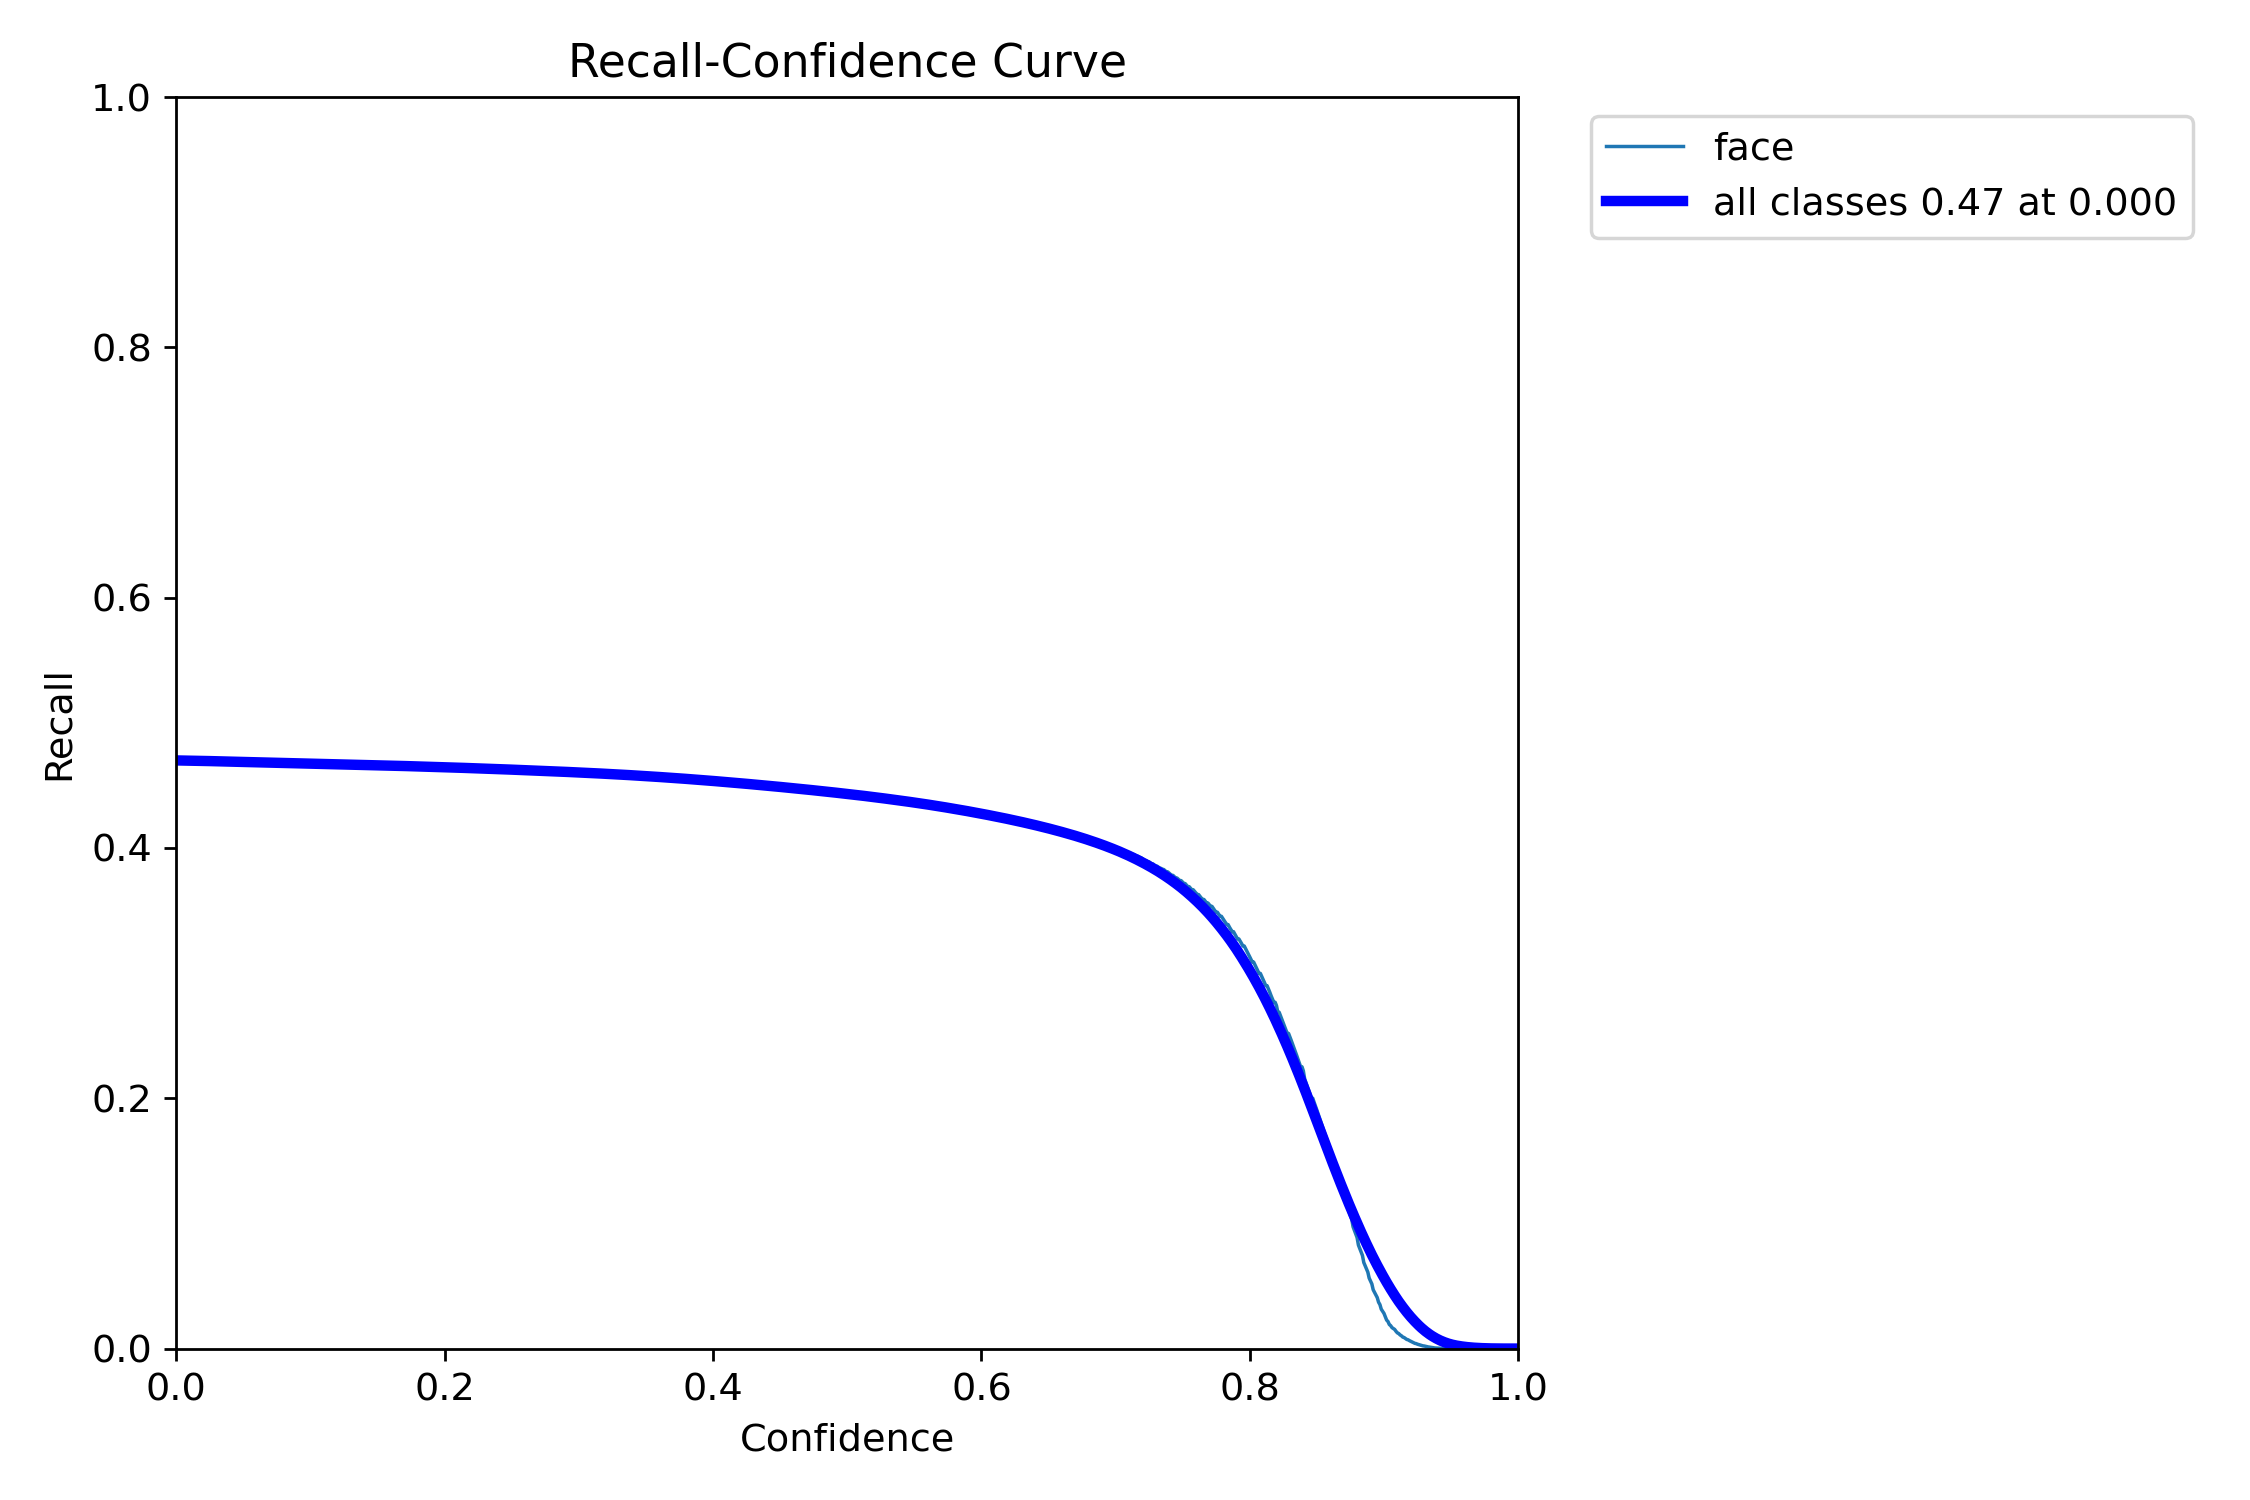 Recall-Confidence Curve
1.0
0.8
0.6
0.4
0.2
0.0
Recall
0.0 0.2 0.4 0.6 0.8 1.0
Confidence
face
all classes 0.47 at 0.000